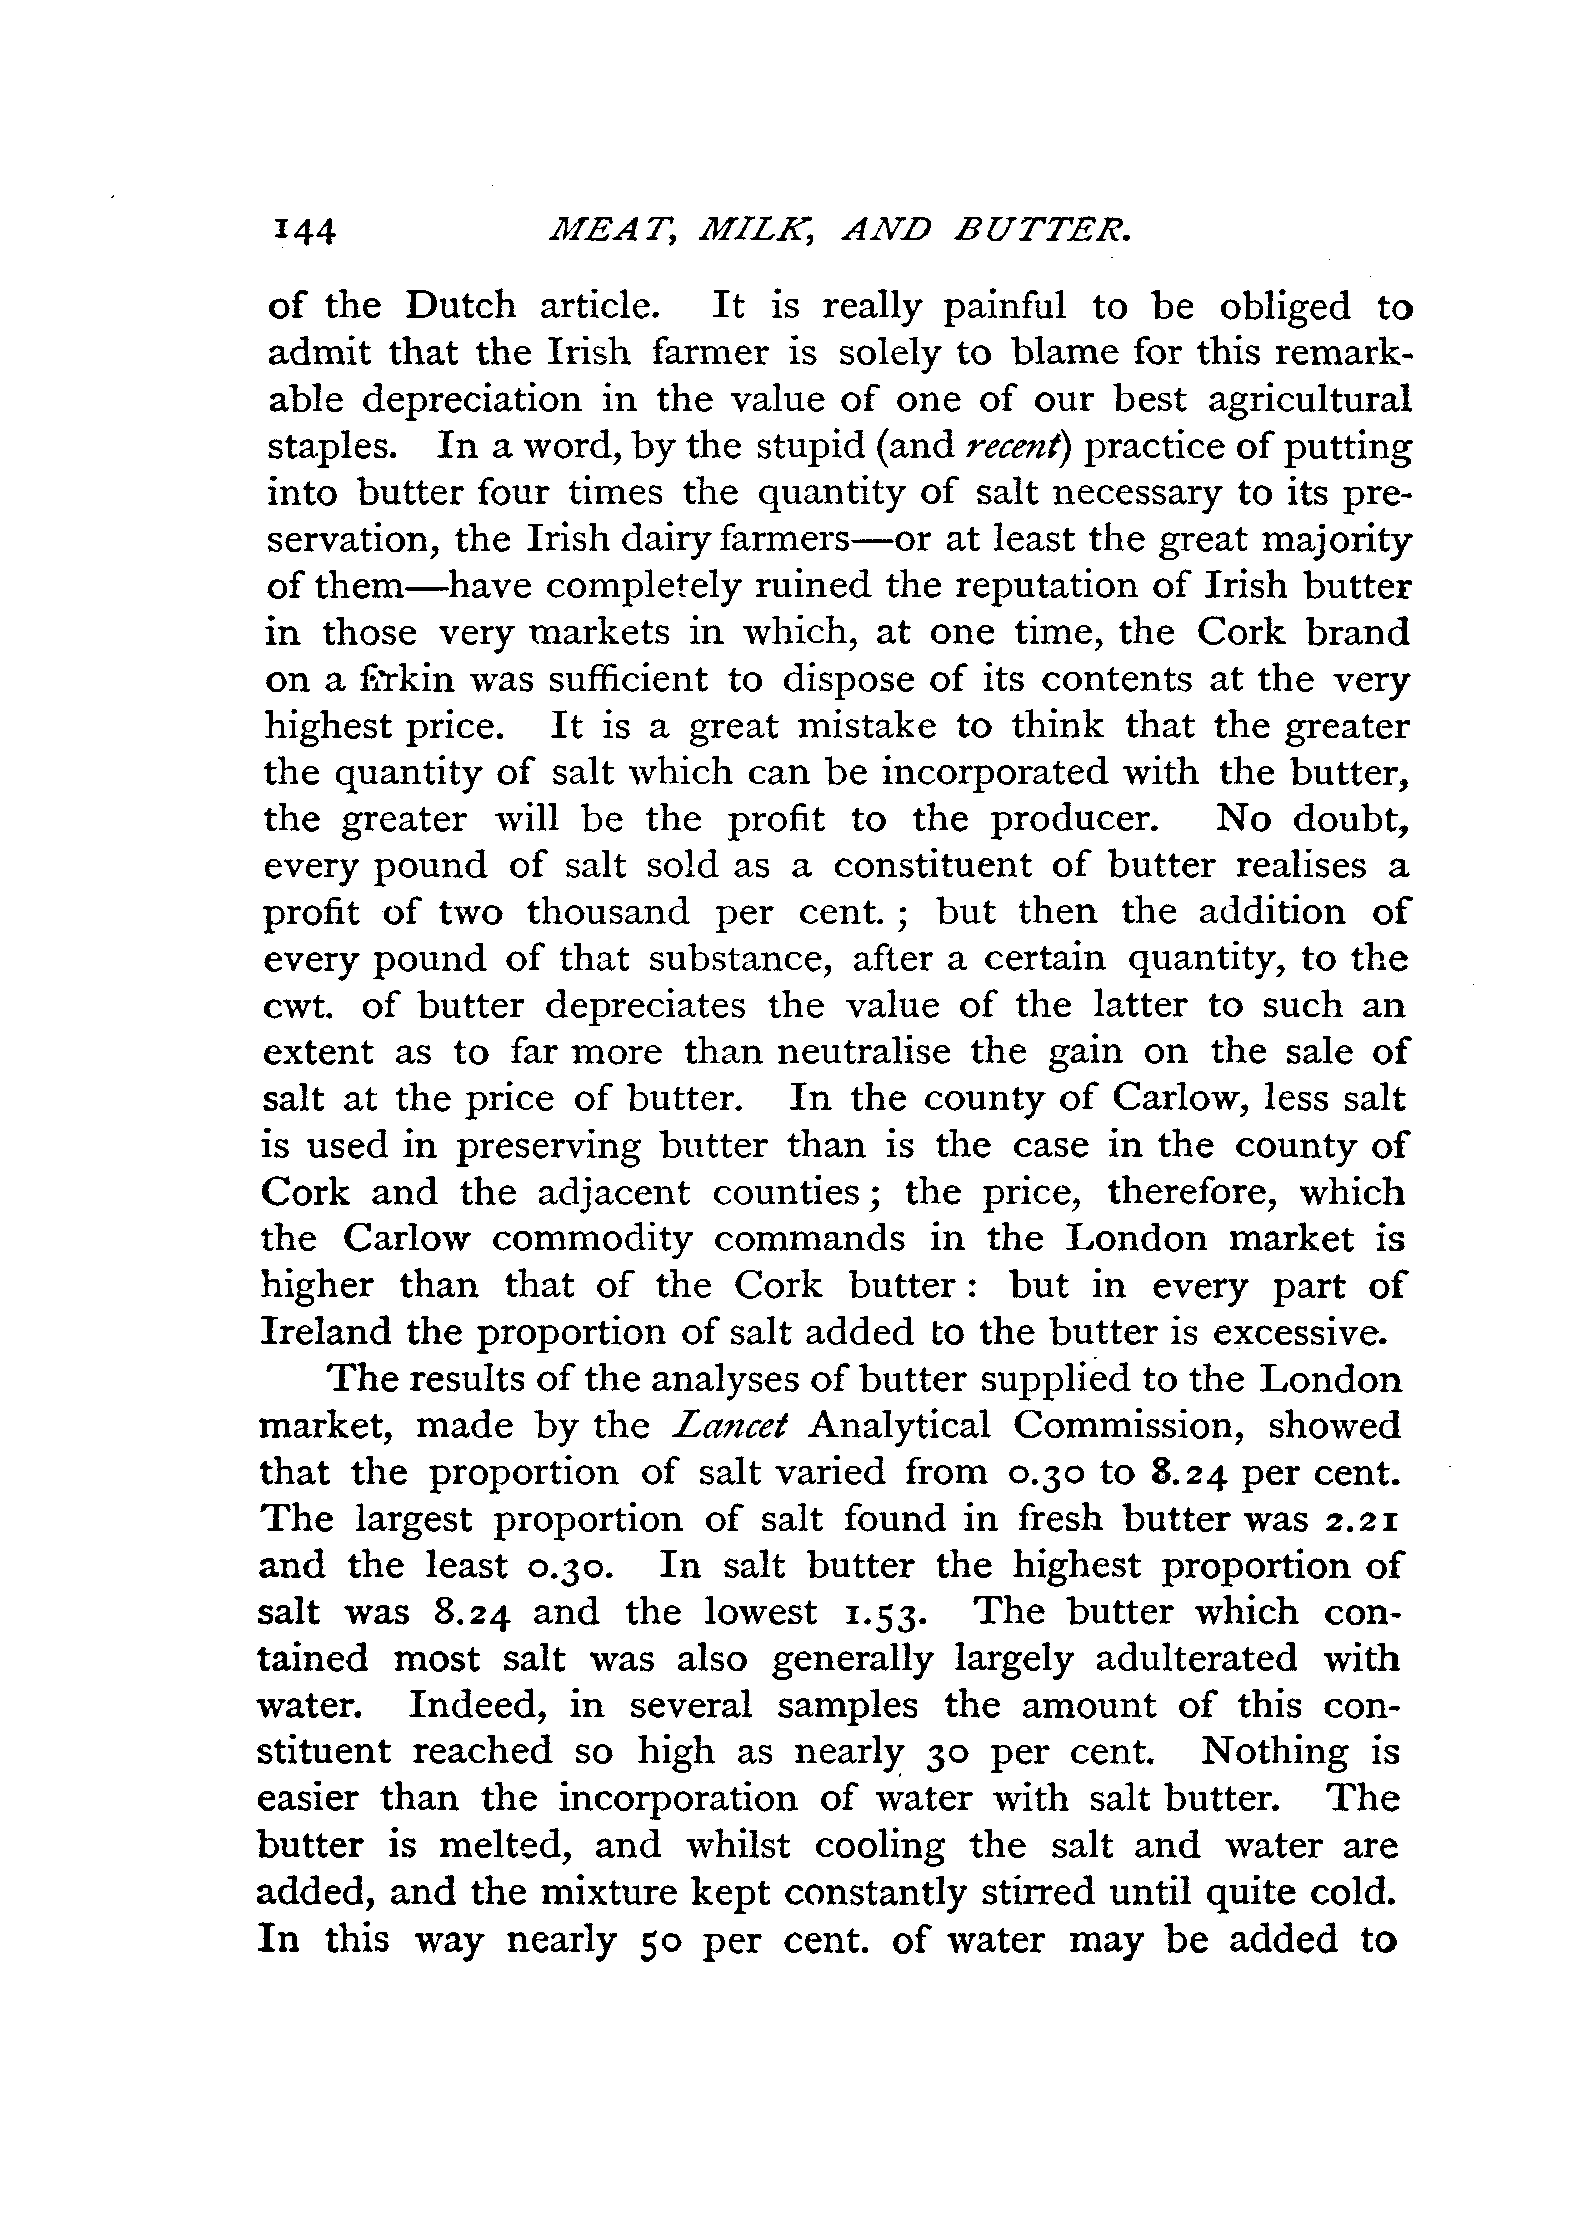 144 MEAT, MILK, AND BUTTER.
of the Dutch article. It is really painful to be obliged to
admit that the Irish farmer is solely to blame for this remark-
able depreciation in the value of one of our best agricultural
staples. In a word, by the stupid (and recent) practice of putting
into butter four times the quantity of salt necessary to its pre-
servation, the Irish dairy farmers—or at least the great majority
of them—have completely ruined the reputation of Irish butter
in those very markets in which, at one time, the Cork brand
on a firkin was sufficient to dispose of its contents at the very
highest price. It is a great mistake to think that the greater
the quantity of salt which can be incorporated with the butter,
the greater will be the profit to the producer. No doubt,
every pound of salt sold as a constituent of butter realises a
profit of two thousand per cent. ; but then the addition of
every pound of that substance, after a certain quantity, to the
cwt. of butter depreciates the value of the latter to such an
extent as to far more than neutralise the gain on the sale of
salt at the price of butter. In the county of Carlow, less salt
is used in preserving butter than is the case in the county of
Cork and the adjacent counties ; the price, therefore, which
the Carlow commodity commands in the London market is
higher than that of the Cork butter : but in every part of
Ireland the proportion of salt added to the butter is excessive.
The results of the analyses of butter supplied to the London
market, made by the Lancet Analytical Commission, showed
that the proportion of salt varied from 0.30 to 8.24 per cent.
The largest proportion of salt found in fresh butter was 2.21
and the least 0.30. In salt butter the highest proportion of
salt was 8.24 and the lowest 1.53. The butter which con-
tained most salt was also generally largely adulterated with
water. Indeed, in several samples the amount of this con-
stituent reached so high as nearly 30 per cent. Nothing is
easier than the incorporation of water with salt butter. The
butter is melted, and whilst cooling the salt and water are
added, and the mixture kept constantly stirred until quite cold.
In this way nearly 50 per cent. of water may be added to